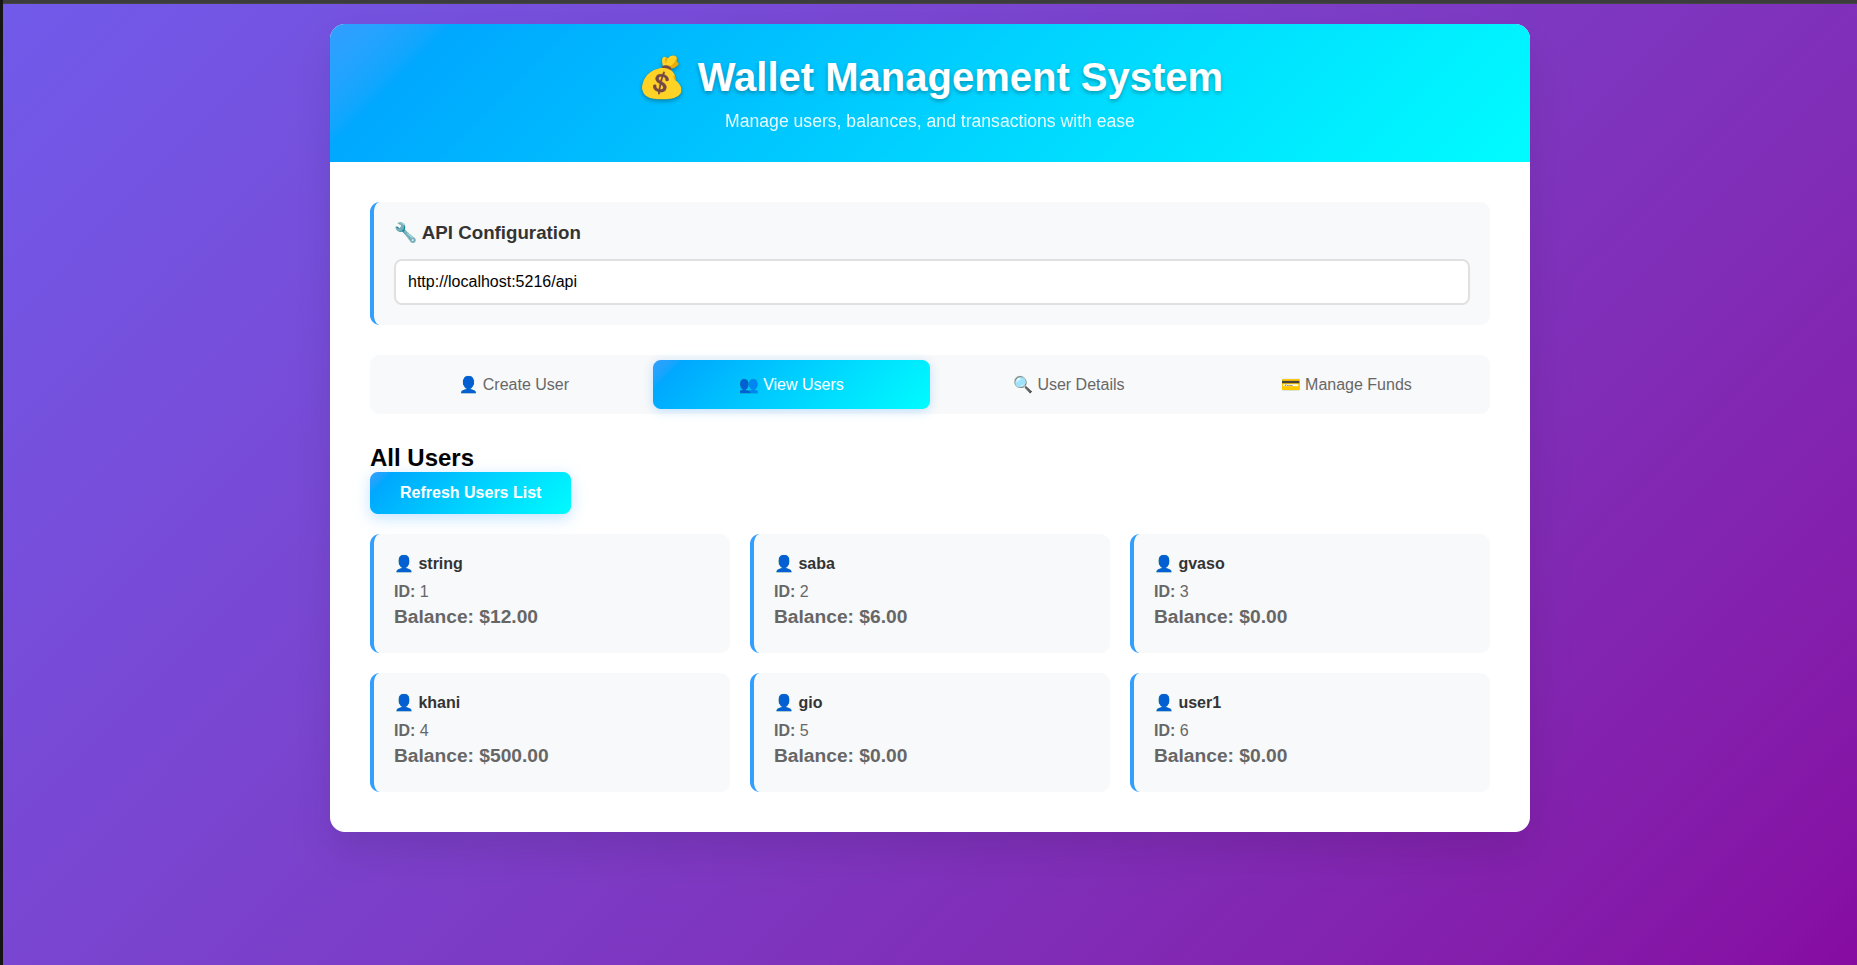 💰 Wallet Management System
Manage users, balances, and transactions with ease
🔧 API Configuration
http://localhost:5216/api
👤 Create User
👥 View Users
🔍 User Details
💳 Manage Funds
All Users
Refresh Users List
👤 string
ID: 1
Balance: $12.00
👤 saba
ID: 2
Balance: $6.00
👤 gvaso
ID: 3
Balance: $0.00
👤 khani
ID: 4
Balance: $500.00
👤 gio
ID: 5
Balance: $0.00
👤 user1
ID: 6
Balance: $0.00